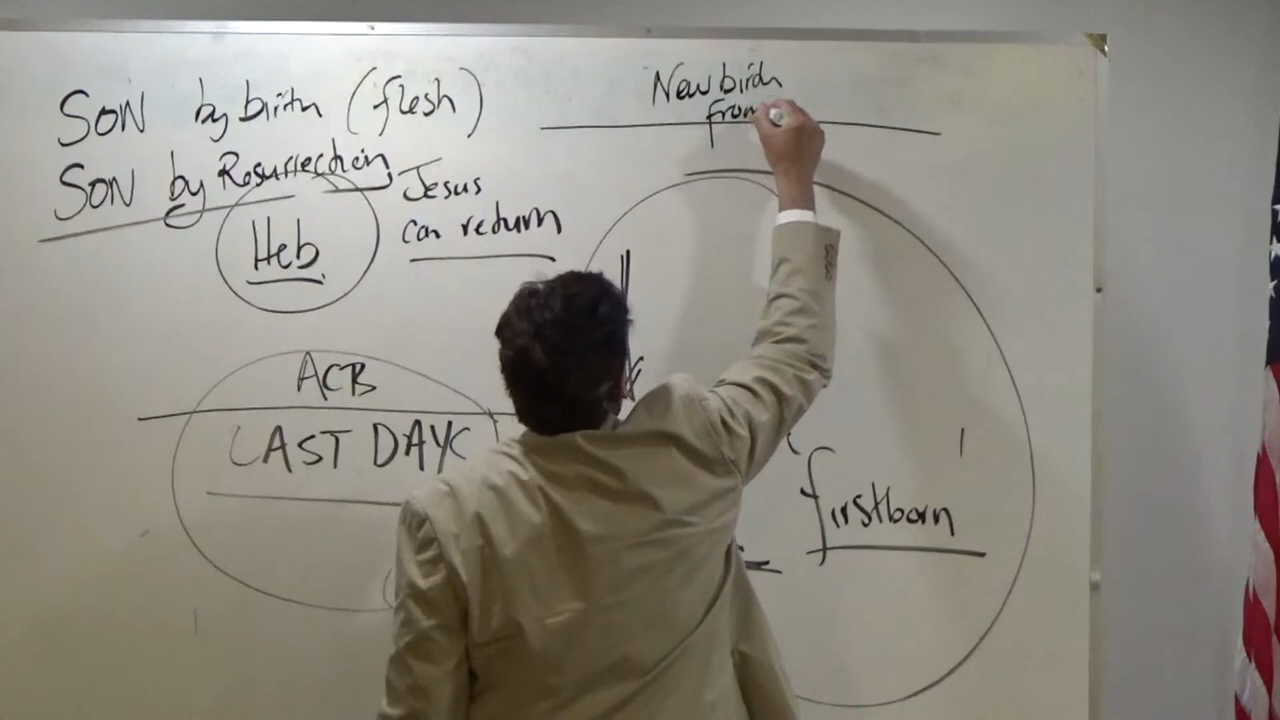 SON by birth (flesh)
SON by Resurrection
Heb
Jesus
can return
ACB
LAST DAYS
New birth
from
firstborn